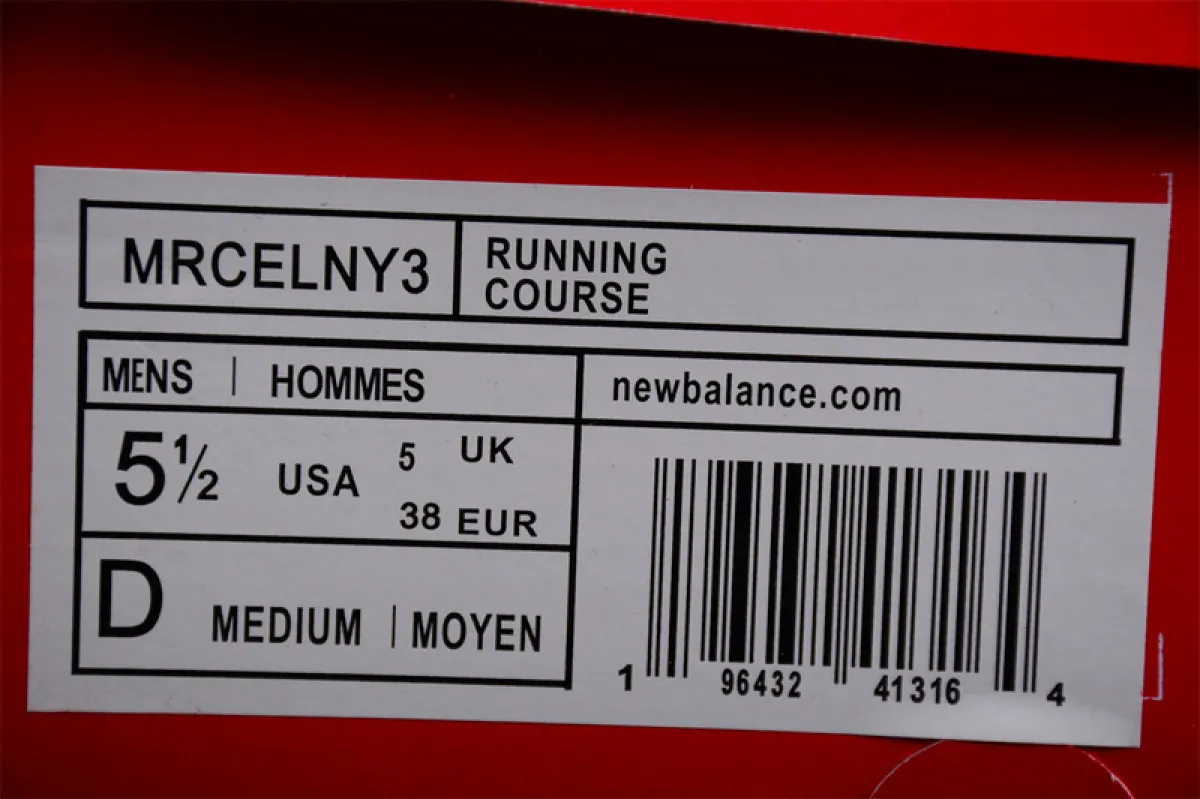 MRCELNY3
RUNNING
COURSE
MENS | HOMMES
newbalance.com
5½ USA
5 UK
38 EUR
D MEDIUM | MOYEN
1 96432 41316 4